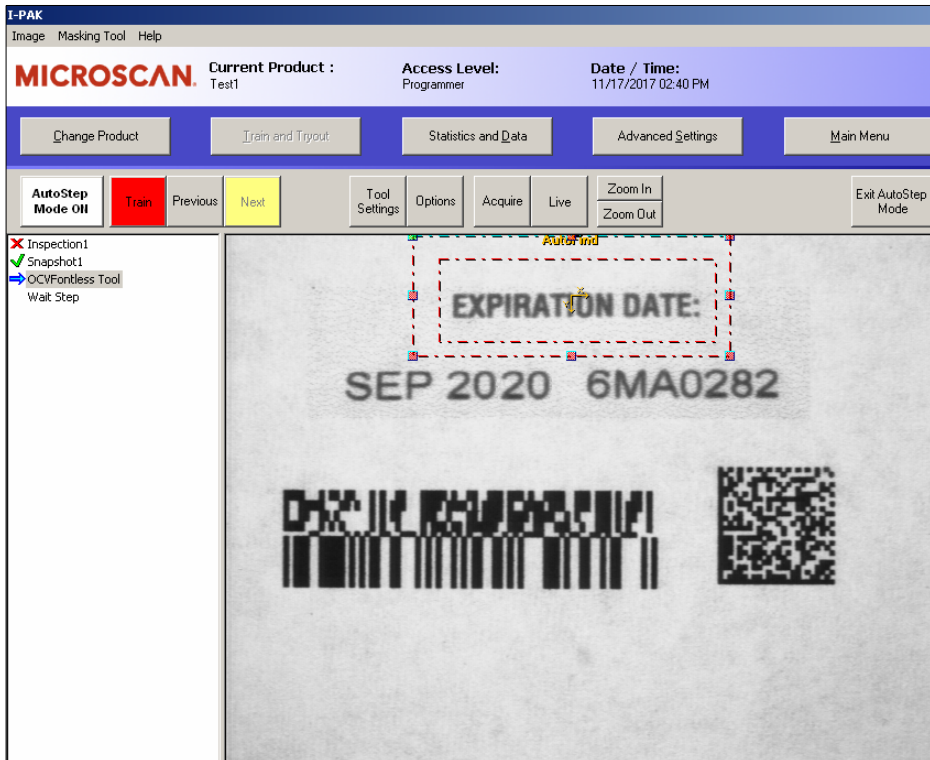 I-PAK
Image Masking Tool Help
MICROSCAN.
Current Product :
Test1
Access Level:
Programmer
Date / Time:
11/17/2017 02:40 PM
Change Product
Train and Tryout
Statistics and Data
Advanced Settings
Main Menu
AutoStep
Mode On
Train
Previous
Next
Tool
Settings
Options
Acquire
Live
Zoom In
Zoom Out
Exit AutoStep
Mode
Inspection1
Snapshot1
OCVFontless Tool
Wait Step
AutoFind
EXPIRATION DATE:
SEP 2020 6MA0282